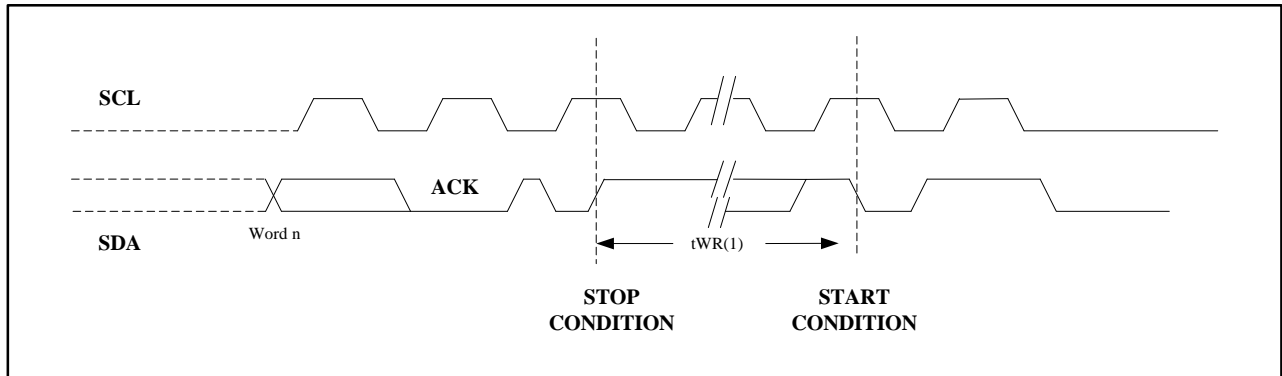 SCL
ACK
Word n
SDA
tWR(1)
STOP
CONDITION
START
CONDITION